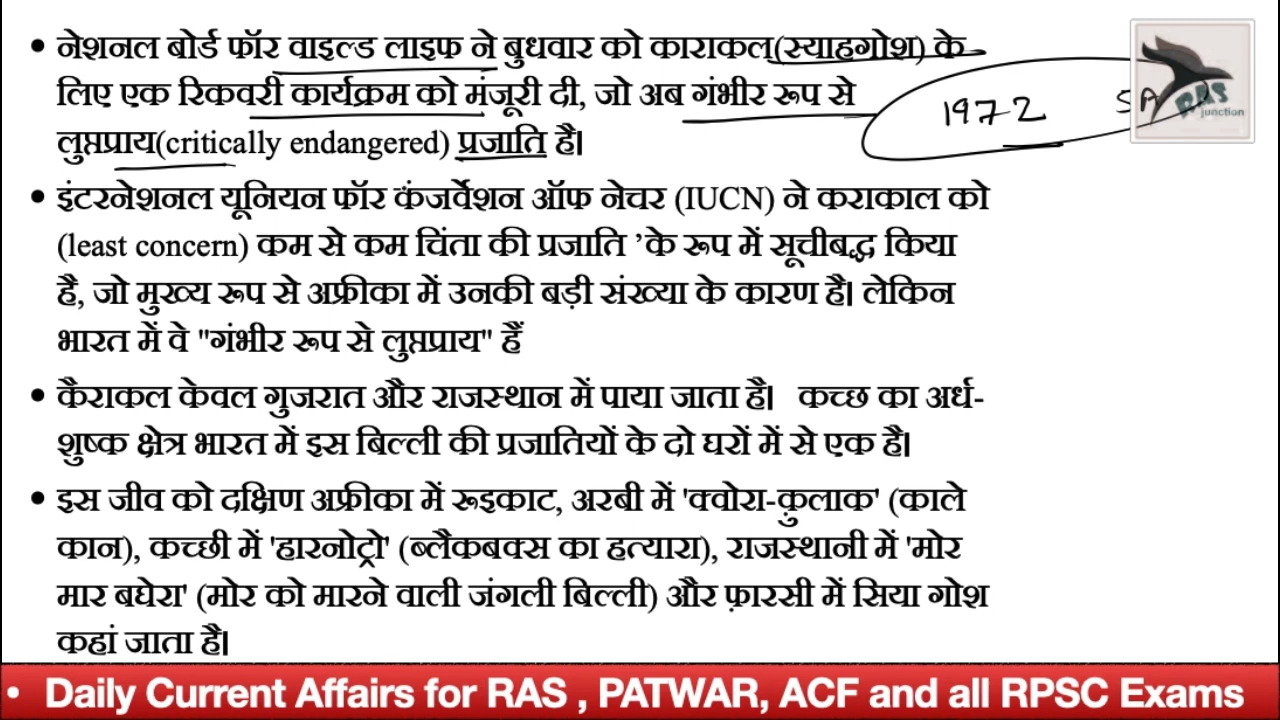 • नेशनल बोर्ड फॉर वाइल्ड लाइफ ने बुधवार को काराकल(स्याहगोश) के
लिए एक रिकवरी कार्यक्रम को मंजूरी दी, जो अब गंभीर रूप से
1972
RAS
junction
लुप्तप्राय(critically endangered) प्रजाति है।
• इंटरनेशनल यूनियन फॉर कंजर्वेशन ऑफ नेचर (IUCN) ने कराकाल को
(least concern) कम से कम चिंता की प्रजाति ’के रूप में सूचीबद्ध किया
है, जो मुख्य रूप से अफ्रीका में उनकी बड़ी संख्या के कारण है। लेकिन
भारत में वे "गंभीर रूप से लुप्तप्राय" हैं
• कैराकल केवल गुजरात और राजस्थान में पाया जाता है। कच्छ का अर्ध-
शुष्क क्षेत्र भारत में इस बिल्ली की प्रजातियों के दो घरों में से एक है।
• इस जीव को दक्षिण अफ्रीका में रूइकाट, अरबी में 'क्वोरा-क़ुलाक' (काले
कान), कच्छी में 'हारनोट्रो' (ब्लैकबक्स का हत्यारा), राजस्थानी में 'मोर
मार बघेरा' (मोर को मारने वाली जंगली बिल्ली) और फ़ारसी में सिया गोश
कहां जाता है।
• Daily Current Affairs for RAS , PATWAR, ACF and all RPSC Exams